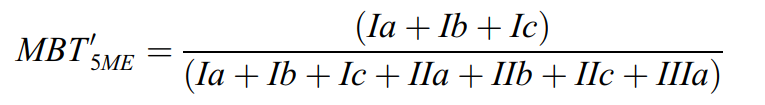 MBT′5ME = (Ia + Ib + Ic) / (Ia + Ib + Ic + IIa + IIb + IIc + IIIa)